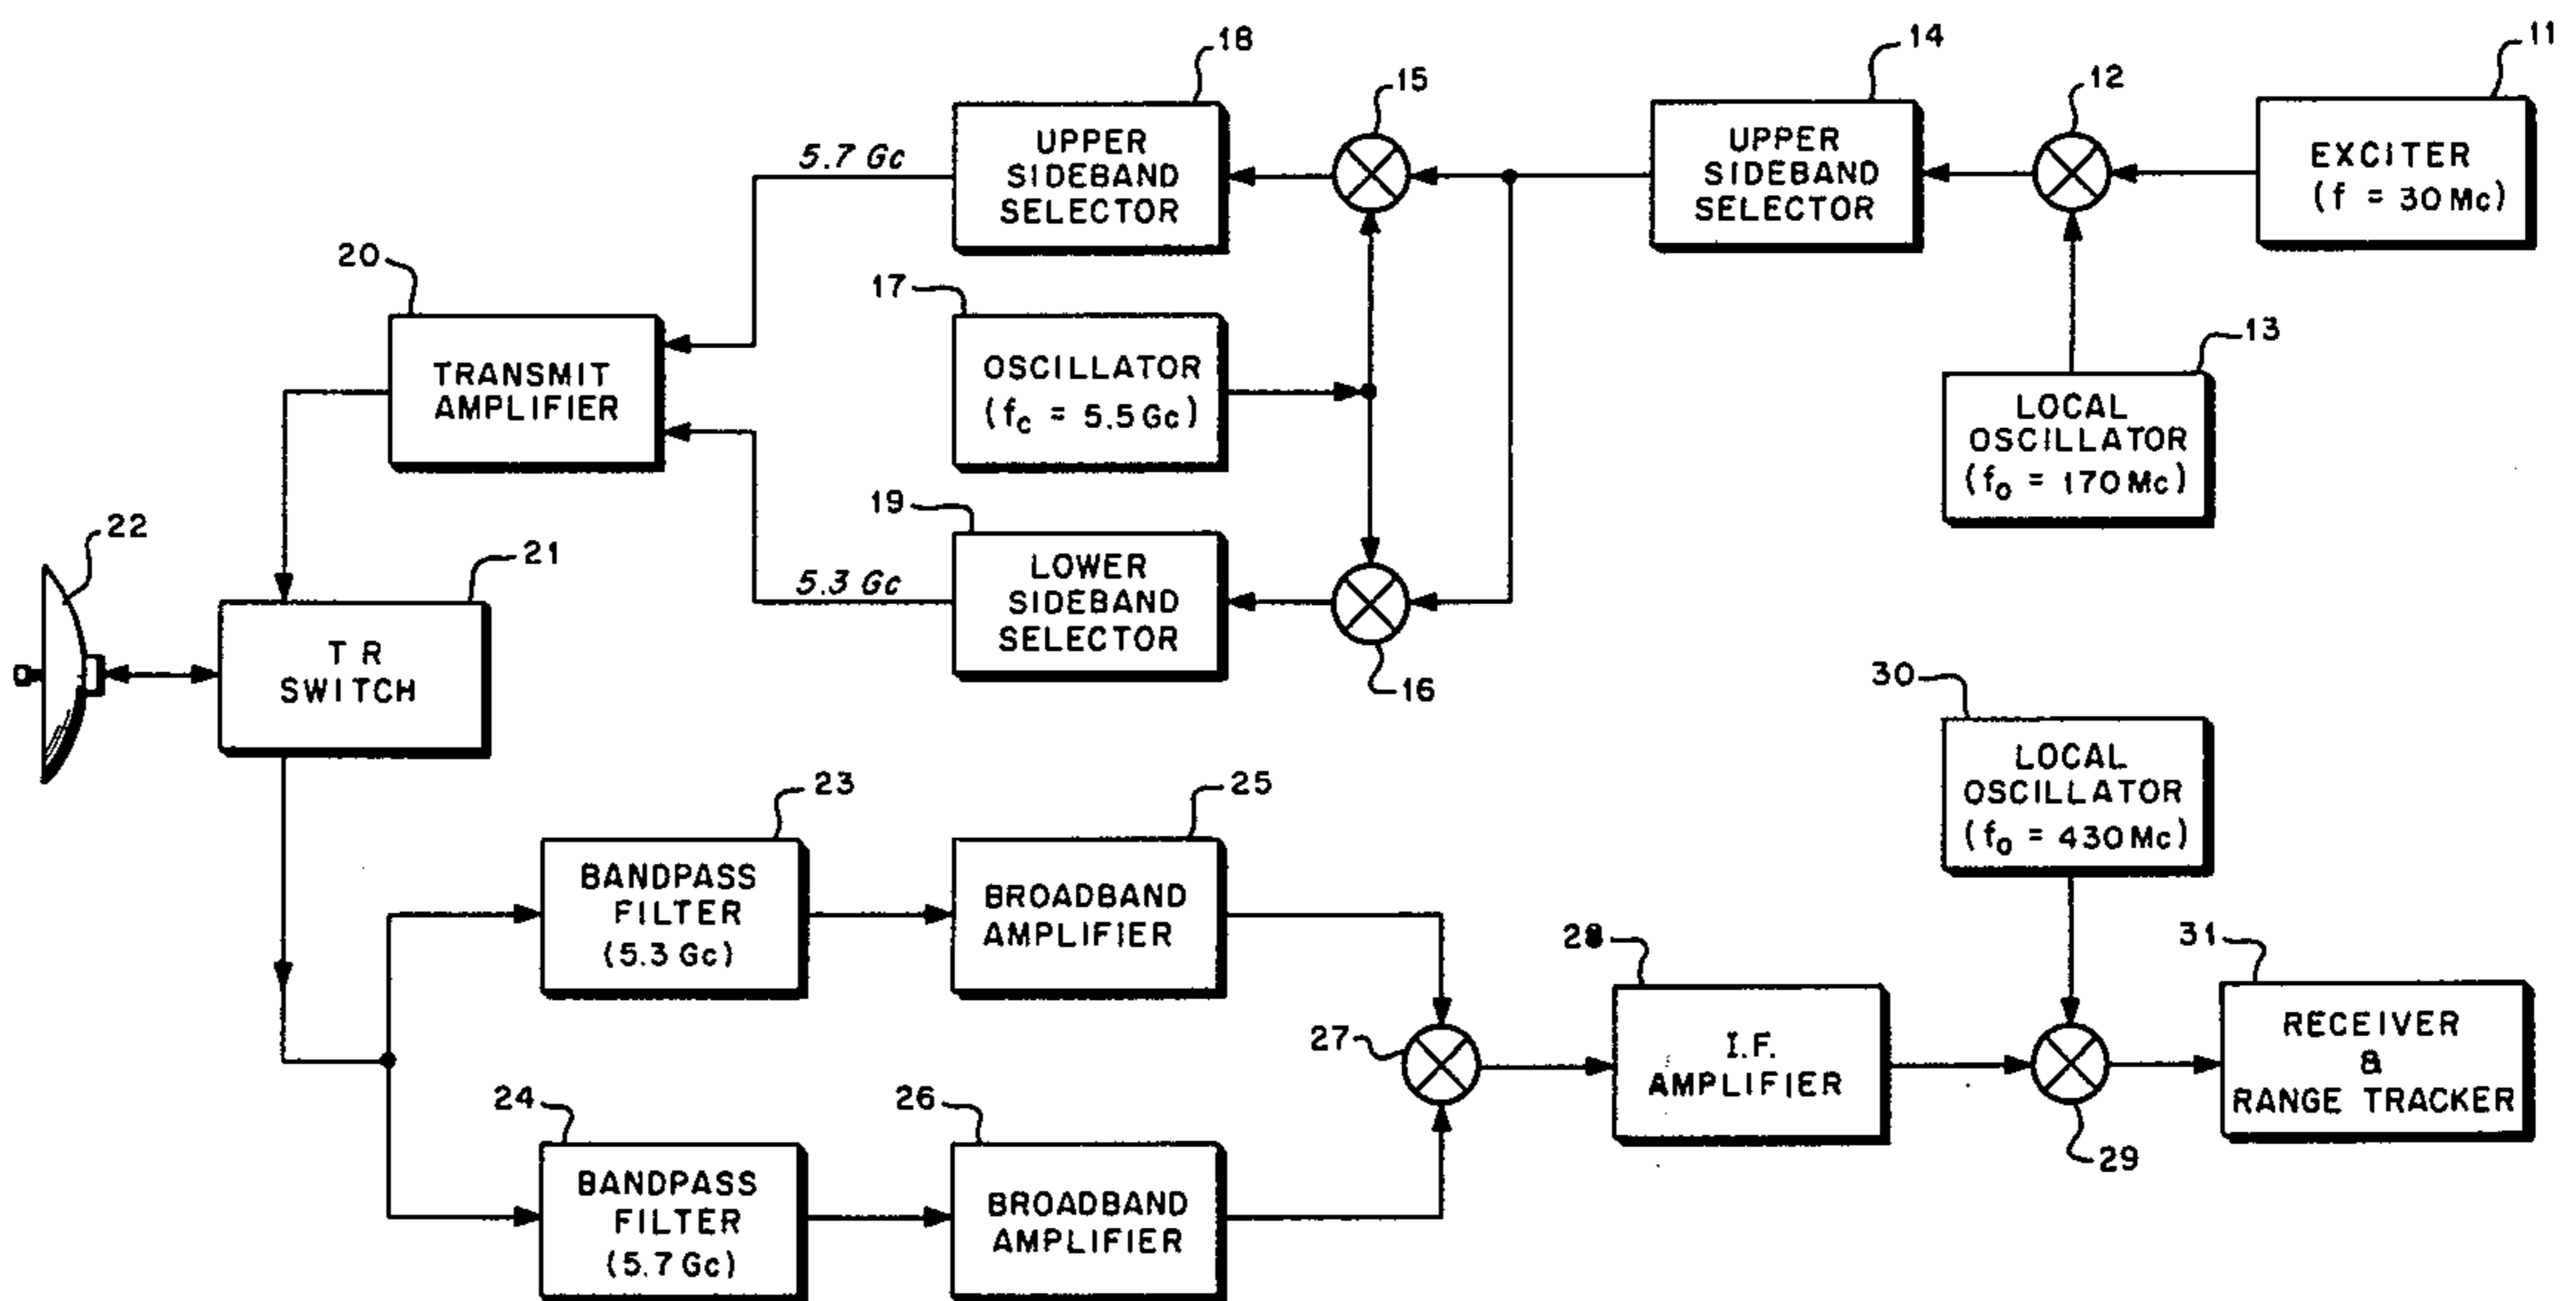 18
15
14
12
11
UPPER
SIDEBAND
SELECTOR
5.7 Gc
UPPER
SIDEBAND
SELECTOR
EXCITER
(f = 30 Mc)
20
17
13
TRANSMIT
AMPLIFIER
OSCILLATOR
(fc = 5.5 Gc)
LOCAL
OSCILLATOR
(fo = 170 Mc)
22
21
19
5.3 Gc
LOWER
SIDEBAND
SELECTOR
16
T R
SWITCH
30
LOCAL
OSCILLATOR
(fo = 430 Mc)
23
25
BANDPASS
FILTER
(5.3 Gc)
BROADBAND
AMPLIFIER
27
28
I.F.
AMPLIFIER
29
31
RECEIVER
&
RANGE TRACKER
24
26
BANDPASS
FILTER
(5.7 Gc)
BROADBAND
AMPLIFIER